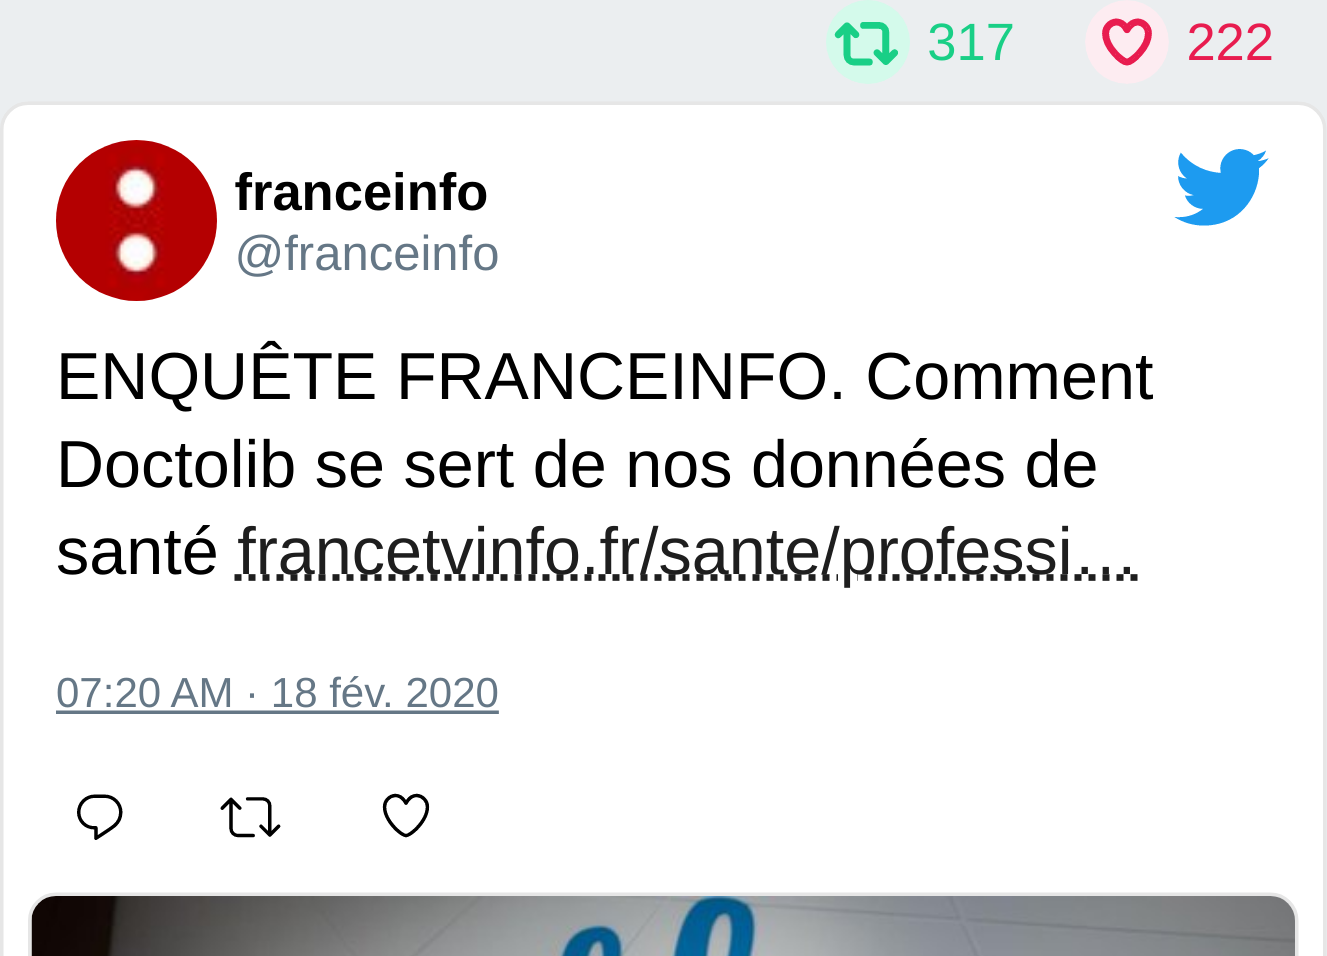 317 222
franceinfo
@franceinfo
ENQUÊTE FRANCEINFO. Comment
Doctolib se sert de nos données de
santé francetvinfo.fr/sante/professi…
07:20 AM · 18 fév. 2020